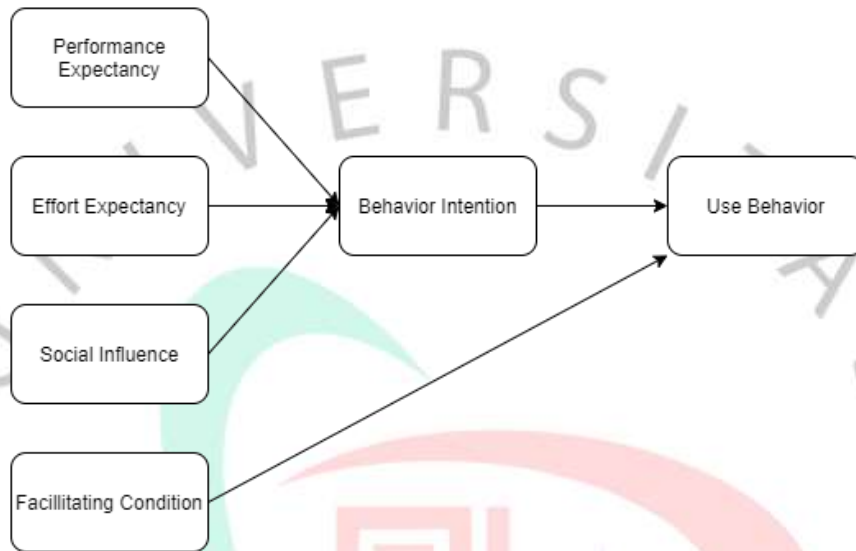 Performance
Expectancy
Effort Expectancy
Behavior Intention
Use Behavior
Social Influence
Facillitating Condition